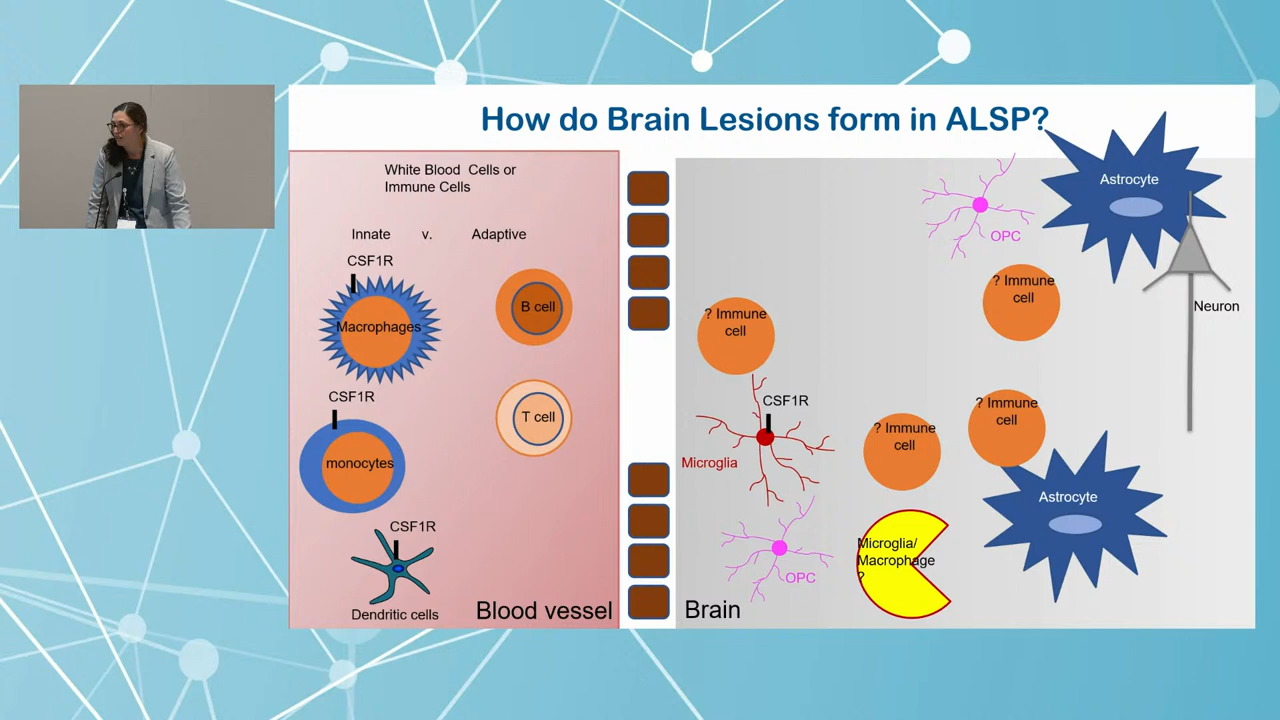 How do Brain Lesions form in ALSP?
White Blood Cells or
Immune Cells
Innate v. Adaptive
CSF1R
Macrophages
B cell
CSF1R
monocytes
T cell
CSF1R
Dendritic cells
Blood vessel
Astrocyte
OPC
? Immune
cell
Neuron
? Immune
cell
CSF1R
Microglia
? Immune
cell
? Immune
cell
Astrocyte
OPC
Microglia/
Macrophage
?
Brain